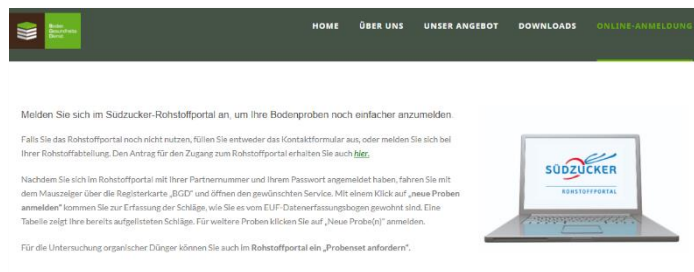 Boden
Gesundheits
Dienst
HOME ÜBER UNS UNSER ANGEBOT DOWNLOADS ONLINE-ANMELDUNG
Melden Sie sich im Südzucker-Rohstoffportal an, um Ihre Bodenproben noch einfacher anzumelden.
Falls Sie das Rohstoffportal noch nicht nutzen, füllen Sie entweder das Kontaktformular aus, oder melden Sie sich bei
Ihrer Rohstoffabteilung. Den Antrag für den Zugang zum Rohstoffportal erhalten Sie auch hier.
Nachdem Sie sich im Rohstoffportal mit Ihrer Partnernummer und Ihrem Passwort angemeldet haben, fahren Sie mit
dem Mauszeiger über die Registerkarte „BGD" und öffnen den gewünschten Service. Mit einem Klick auf „neue Proben
anmelden" kommen Sie zur Erfassung der Schläge, wie Sie es vom EUF-Datenerfassungsbogen gewohnt sind. Eine
Tabelle zeigt Ihre bereits aufgelisteten Schläge. Für weitere Proben klicken Sie auf „Neue Probe(n)" anmelden.
Für die Untersuchung organischer Dünger können Sie auch im Rohstoffportal ein „Probenset anfordern".
SÜDZUCKER
ROHSTOFFPORTAL